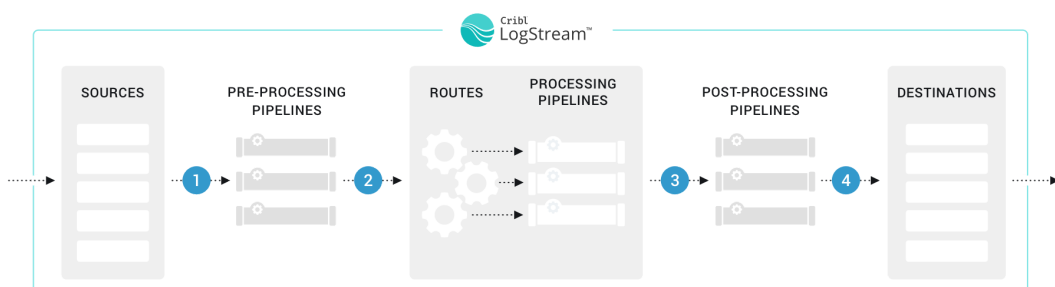 Cribl
LogStream™
SOURCES
PRE-PROCESSING
PIPELINES
ROUTES
PROCESSING
PIPELINES
POST-PROCESSING
PIPELINES
DESTINATIONS
1
2
3
4